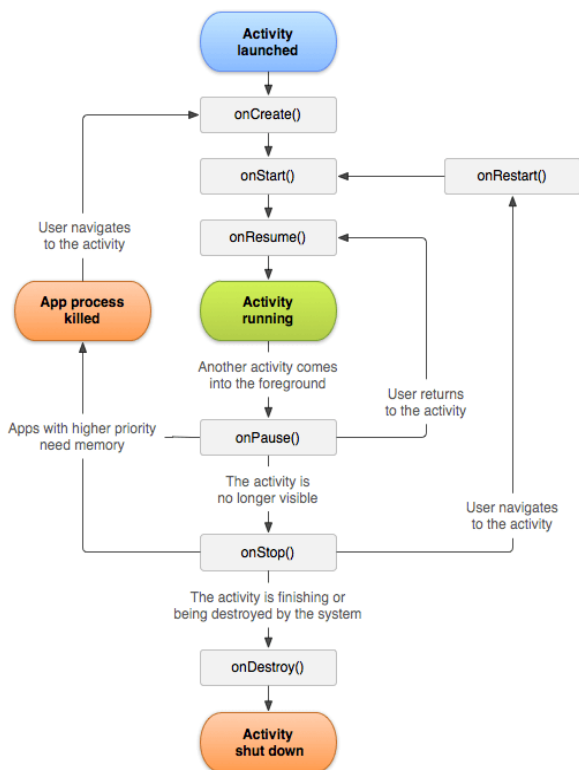 Activity
launched
onCreate()
onStart()
onRestart()
User navigates
to the activity
onResume()
App process
killed
Activity
running
Another activity comes
into the foreground
User returns
to the activity
Apps with higher priority
need memory
onPause()
The activity is
no longer visible
User navigates
to the activity
onStop()
The activity is finishing or
being destroyed by the system
onDestroy()
Activity
shut down